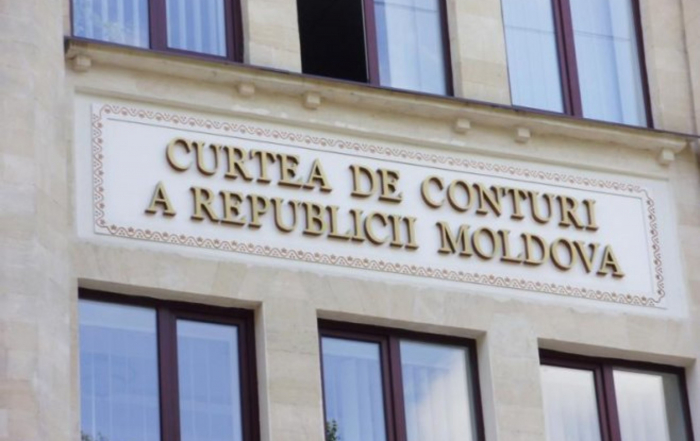 CURTEA DE CONTURI
A REPUBLICII MOLDOVA